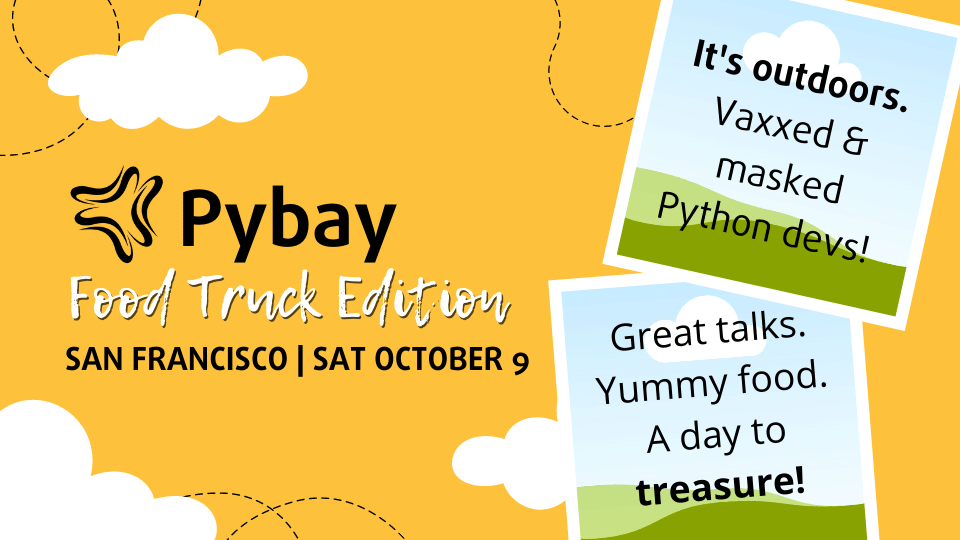 Pybay
Food Truck Edition
SAN FRANCISCO | SAT OCTOBER 9
It's outdoors.
Vaxxed &
masked
Python devs!
Great talks.
Yummy food.
A day to
treasure!